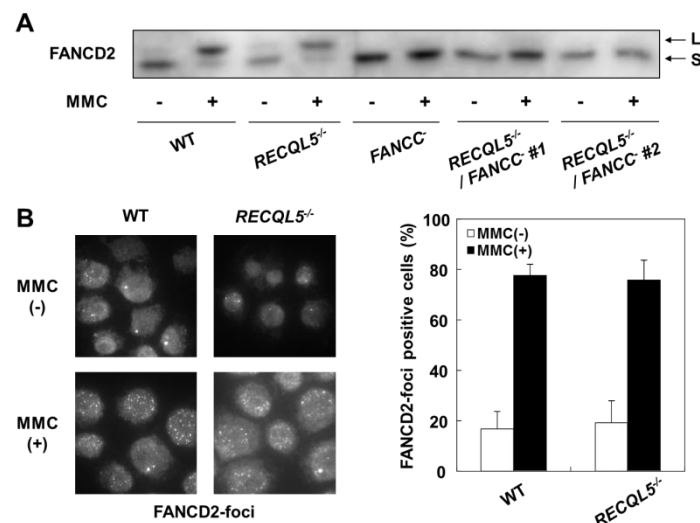 A
FANCD2
← L
← S
MMC - + - + - + - + - +
WT
RECQL5-/-
FANCC-
RECQL5-/-
/ FANCC- #1
RECQL5-/-
/ FANCC- #2
B
WT RECQL5-/-
MMC
(-)
MMC
(+)
FANCD2-foci
FANCD2-foci positive cells (%)
100
80
60
40
20
0
MMC(-)
MMC(+)
WT
RECQL5-/-